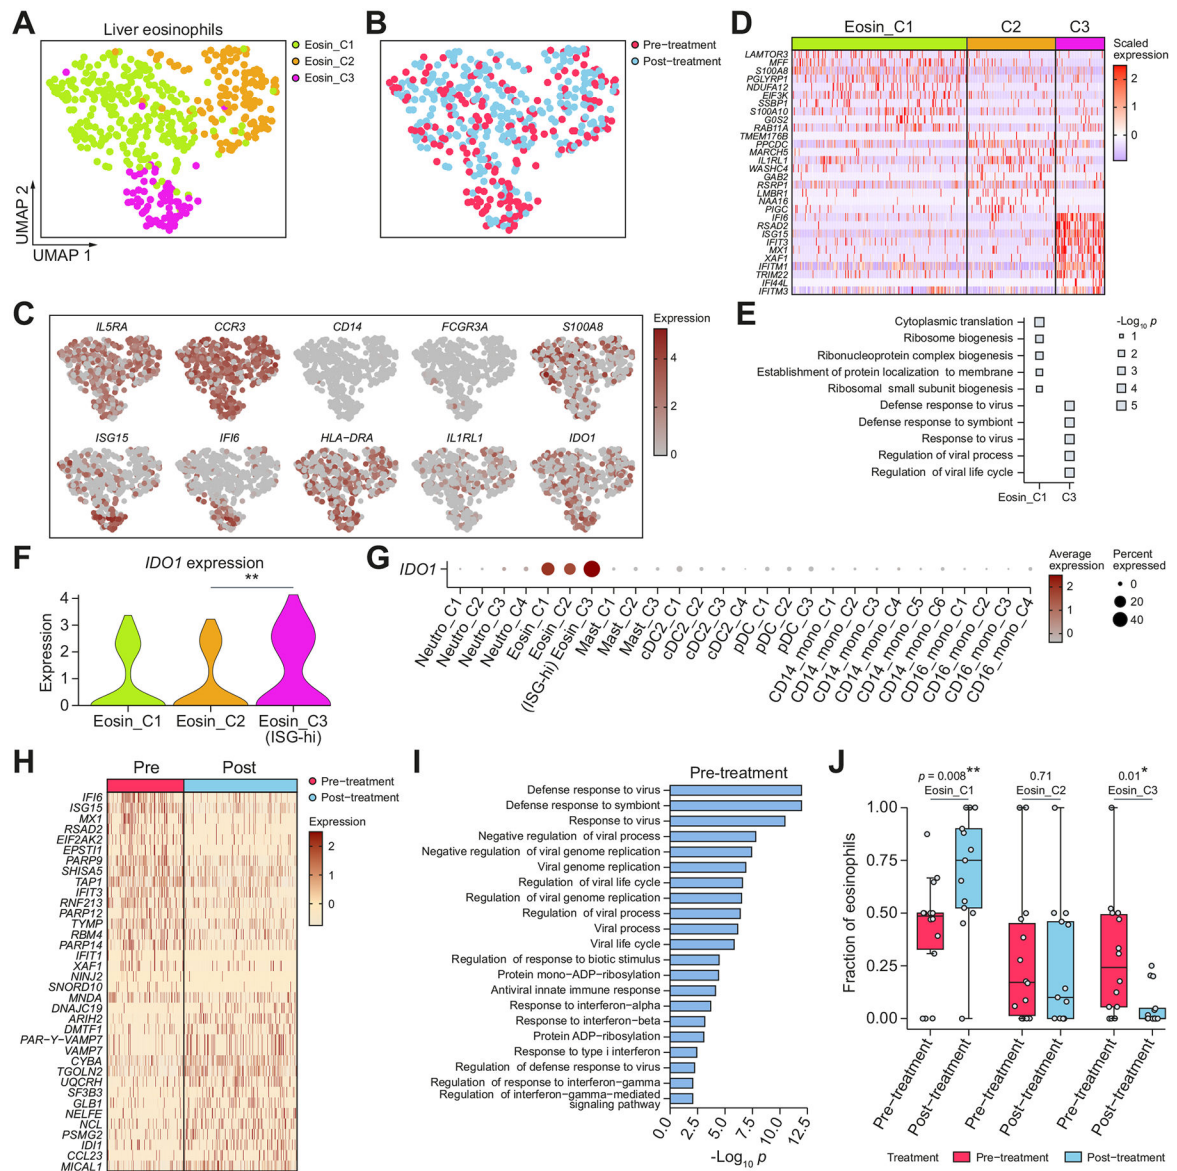 A
Liver eosinophils
Eosin_C1
Eosin_C2
Eosin_C3
UMAP 2
UMAP 1
B
Pre−treatment
Post−treatment
D
Eosin_C1
C2
C3
LAMTOR3
MFF
S100A8
PGLYRP1
NDUFA12
EIF3K
SSBP1
S100A10
G0S2
RAB11A
TMEM176B
PPCDC
MARCH5
IL1RL1
WASHC4
GAB2
RSRP1
LMBR1
NAA16
PIGC
IFI6
RSAD2
ISG15
IFIT3
MX1
XAF1
IFITM1
TRIM22
IFI44L
IFITM3
Scaled
expression
2
1
0
C
IL5RA
CCR3
CD14
FCGR3A
S100A8
ISG15
IFI6
HLA−DRA
IL1RL1
IDO1
Expression
4
2
0
E
Cytoplasmic translation
Ribosome biogenesis
Ribonucleoprotein complex biogenesis
Establishment of protein localization to membrane
Ribosomal small subunit biogenesis
Defense response to virus
Defense response to symbiont
Response to virus
Regulation of viral process
Regulation of viral life cycle
Eosin_C1
C3
-Log10 p
1
2
3
4
5
F
IDO1 expression
**
Expression
4
3
2
1
0
Eosin_C1
Eosin_C2
Eosin_C3
(ISG-hi)
G
IDO1
Neutro_C1
Neutro_C2
Neutro_C3
Neutro_C4
Eosin_C1
Eosin_C2
(ISG-hi) Eosin_C3
Mast_C1
Mast_C2
Mast_C3
cDC2_C1
cDC2_C2
cDC2_C3
cDC2_C4
pDC_C1
pDC_C2
pDC_C3
CD14_mono_C1
CD14_mono_C2
CD14_mono_C3
CD14_mono_C4
CD14_mono_C5
CD14_mono_C6
CD16_mono_C1
CD16_mono_C2
CD16_mono_C3
CD16_mono_C4
Average
expression
2
1
0
Percent
expressed
0
20
40
H
Pre
Post
IFI6
ISG15
MX1
RSAD2
EIF2AK2
EPSTI1
PARP9
SHISA5
TAP1
IFIT3
RNF213
PARP12
TYMP
RBM4
PARP14
IFIT1
XAF1
NINJ2
SNORD10
MNDA
DNAJC19
ARIH2
DMTF1
PAR−Y−VAMP7
VAMP7
CYBA
TGOLN2
UQCRH
SF3B3
GLB1
NELFE
NCL
PSMG2
IDI1
CCL23
MICAL1
Pre−treatment
Post−treatment
Expression
2
1
0
I
Pre−treatment
Defense response to virus
Defense response to symbiont
Response to virus
Negative regulation of viral process
Negative regulation of viral genome replication
Viral genome replication
Regulation of viral life cycle
Regulation of viral genome replication
Regulation of viral process
Viral process
Viral life cycle
Regulation of response to biotic stimulus
Protein mono−ADP−ribosylation
Antiviral innate immune response
Response to interferon−alpha
Response to interferon−beta
Protein ADP−ribosylation
Response to type i interferon
Regulation of defense response to virus
Regulation of response to interferon−gamma
Regulation of interferon−gamma−mediated
signaling pathway
0.0
2.5
5.0
7.5
10.0
12.5
-Log10 p
J
p = 0.008**
0.71
0.01*
Eosin_C1
Eosin_C2
Eosin_C3
Fraction of eosinophils
1.00
0.75
0.50
0.25
0.00
Pre−treatment
Post−treatment
Pre−treatment
Post−treatment
Pre−treatment
Post−treatment
Treatment
Pre−treatment
Post−treatment